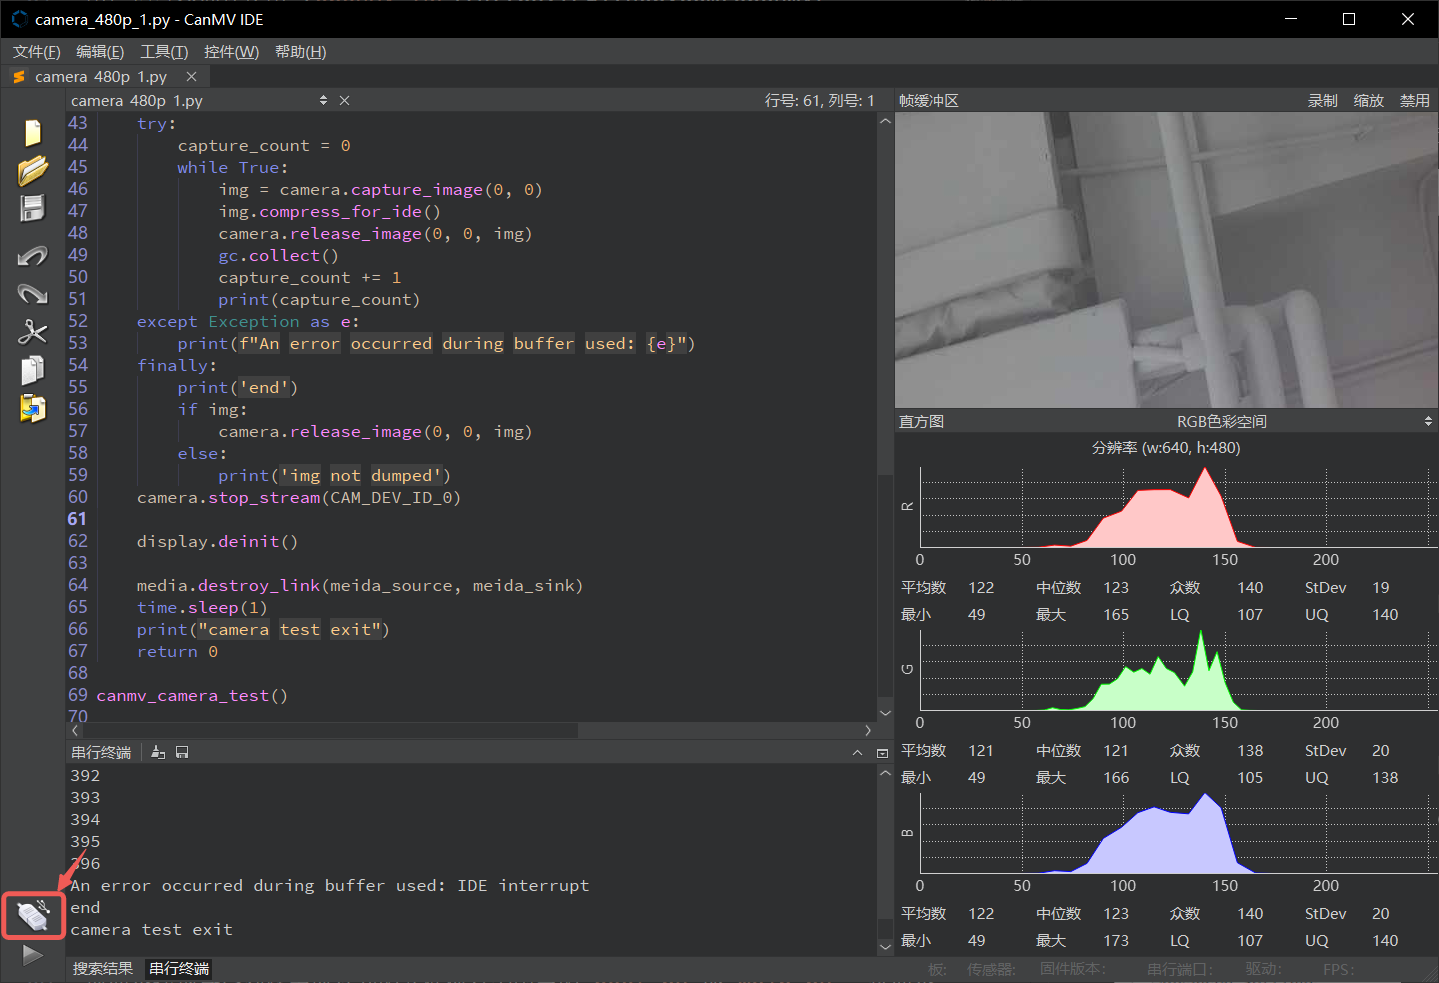 camera_480p_1.py - CanMV IDE
文件(F) 编辑(E) 工具(T) 控件(W) 帮助(H)
camera 480p 1.py
camera 480p 1.py 行号: 61, 列号: 1
43 try:
44 capture_count = 0
45 while True:
46 img = camera.capture_image(0, 0)
47 img.compress_for_ide()
48 camera.release_image(0, 0, img)
49 gc.collect()
50 capture_count += 1
51 print(capture_count)
52 except Exception as e:
53 print(f"An error occurred during buffer used: {e}")
54 finally:
55 print('end')
56 if img:
57 camera.release_image(0, 0, img)
58 else:
59 print('img not dumped')
60 camera.stop_stream(CAM_DEV_ID_0)
61
62 display.deinit()
63
64 media.destroy_link(meida_source, meida_sink)
65 time.sleep(1)
66 print("camera test exit")
67 return 0
68
69 canmv_camera_test()
70
串行终端
392
393
394
395
396
An error occurred during buffer used: IDE interrupt
end
camera test exit
搜索结果 串行终端
帧缓冲区 录制 缩放 禁用
直方图 RGB色彩空间
分辨率 (w:640, h:480)
R
0 50 100 150 200
平均数 122 中位数 123 众数 140 StDev 19
最小 49 最大 165 LQ 107 UQ 140
G
0 50 100 150 200
平均数 121 中位数 121 众数 138 StDev 20
最小 49 最大 166 LQ 105 UQ 138
B
0 50 100 150 200
平均数 122 中位数 123 众数 140 StDev 20
最小 49 最大 173 LQ 107 UQ 140
板: 传感器: 固件版本: 串行端口: 驱动: FPS: